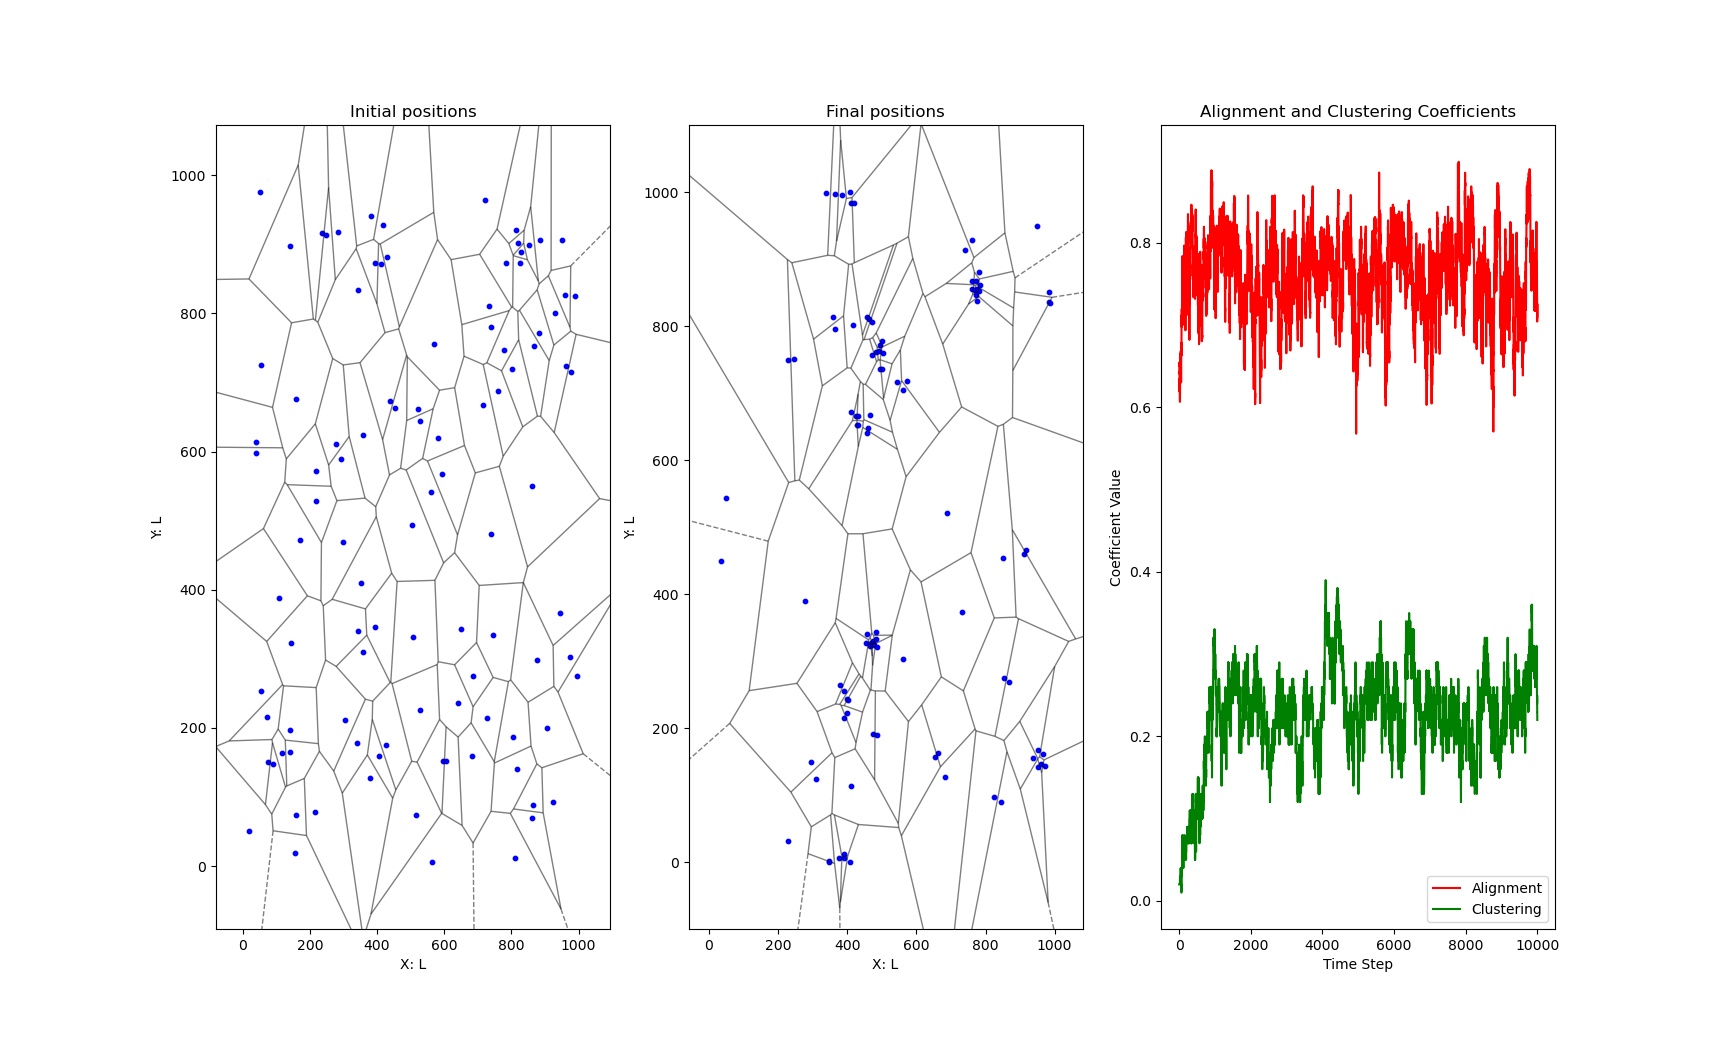 Initial positions
1000
800
600
400
200
0
Y: L
0 200 400 600 800 1000
X: L
Final positions
1000
800
600
400
200
0
Y: L
0 200 400 600 800 1000
X: L
Alignment and Clustering Coefficients
0.8
0.6
0.4
0.2
0.0
Coefficient Value
0 2000 4000 6000 8000 10000
Time Step
Alignment
Clustering